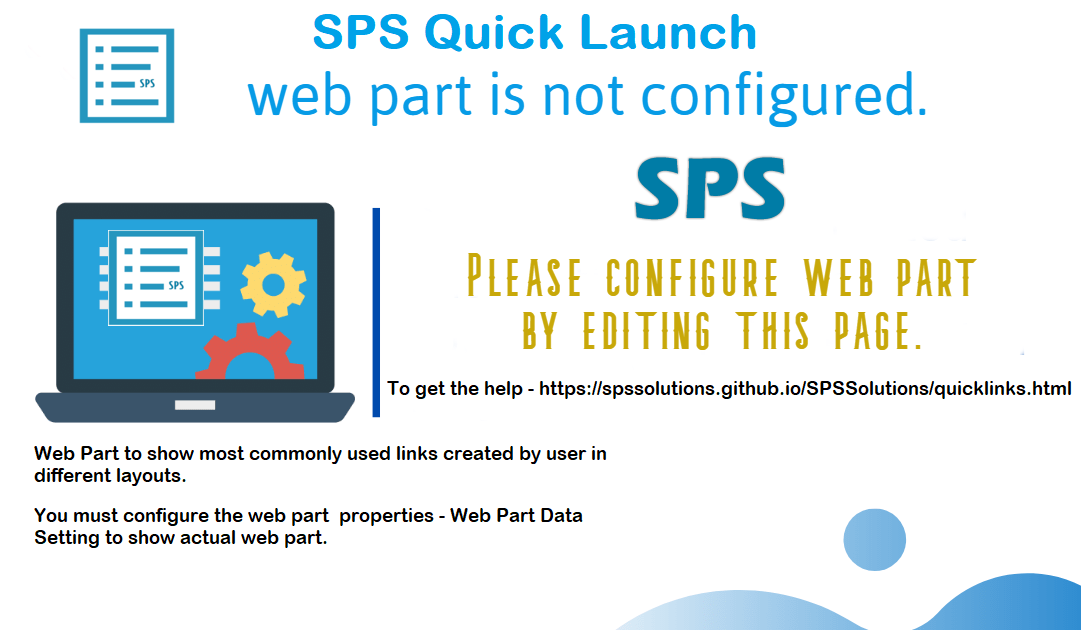 SPS Quick Launch
SPS
web part is not configured.
SPS
SPS
PLEASE CONFIGURE WEB PART
BY EDITING THIS PAGE.
To get the help - https://spssolutions.github.io/SPSSolutions/quicklinks.html
Web Part to show most commonly used links created by user in
different layouts.
You must configure the web part  properties - Web Part Data
Setting to show actual web part.